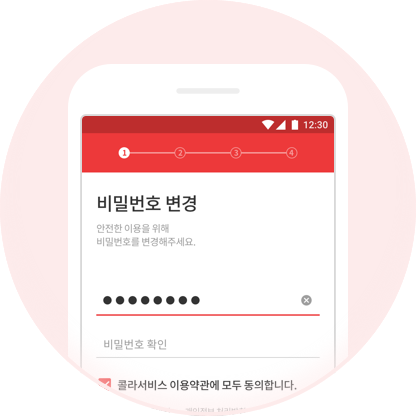 12:30
1 2 3 4
비밀번호 변경
안전한 이용을 위해
비밀번호를 변경해주세요.
비밀번호 확인
콜라서비스 이용약관에 모두 동의합니다.